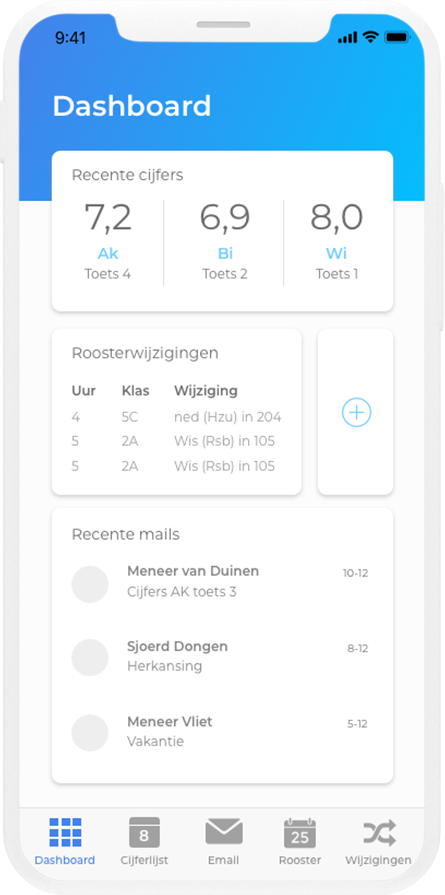 9:41
Dashboard
Recente cijfers
7,2 6,9 8,0
Ak Bi Wi
Toets 4 Toets 2 Toets 1
Roosterwijzigingen
Uur Klas Wijziging
4 5C ned (Hzu) in 204
5 2A Wis (Rsb) in 105
5 2A Wis (Rsb) in 105
Recente mails
Meneer van Duinen 10-12
Cijfers AK toets 3
Sjoerd Dongen 8-12
Herkansing
Meneer Vliet 5-12
Vakantie
8 25
Dashboard Cijferlijst Email Rooster Wijzigingen